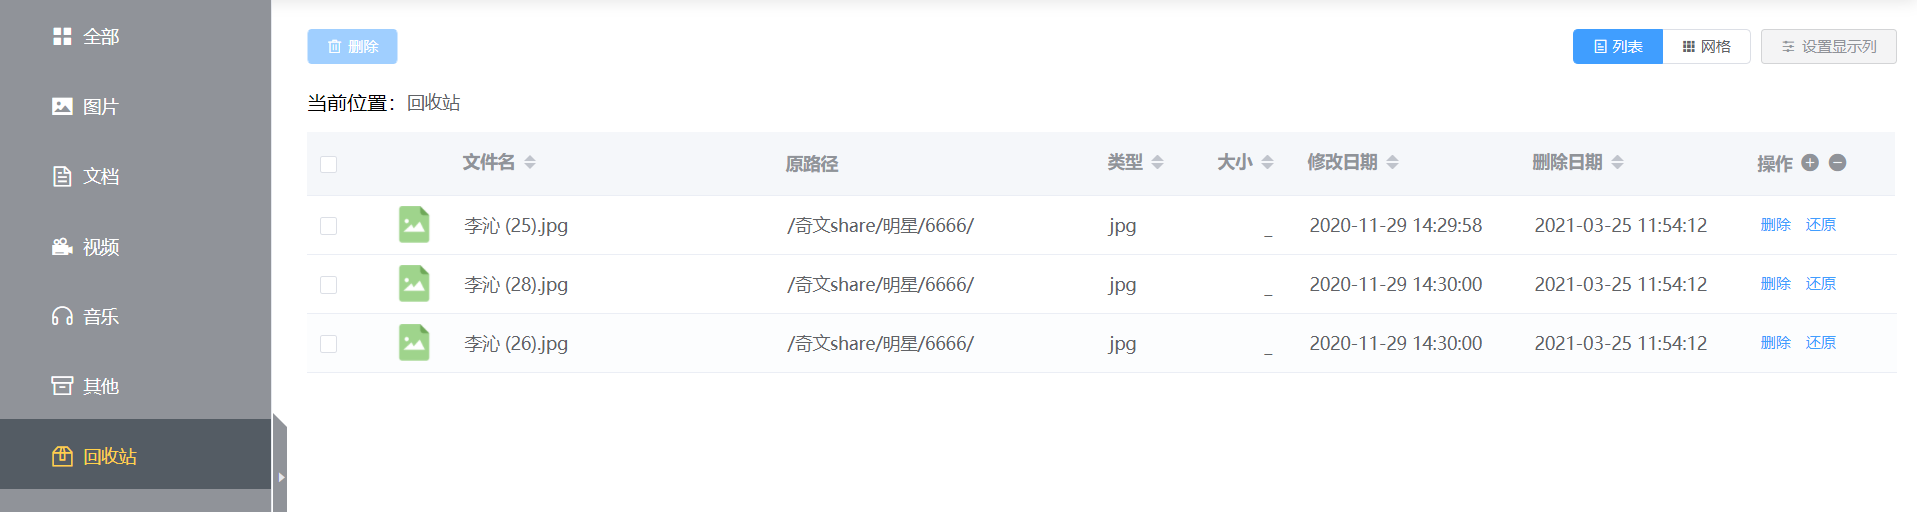 全部
图片
文档
视频
音乐
其他
回收站
删除
列表 网格 设置显示列
当前位置： 回收站
文件名 原路径 类型 大小 修改日期 删除日期 操作
李沁 (25).jpg /奇文share/明星/6666/ jpg _ 2020-11-29 14:29:58 2021-03-25 11:54:12 删除 还原
李沁 (28).jpg /奇文share/明星/6666/ jpg _ 2020-11-29 14:30:00 2021-03-25 11:54:12 删除 还原
李沁 (26).jpg /奇文share/明星/6666/ jpg _ 2020-11-29 14:30:00 2021-03-25 11:54:12 删除 还原